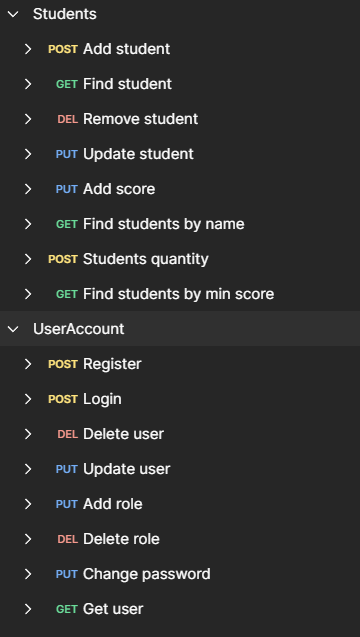 Students
POST Add student
GET Find student
DEL Remove student
PUT Update student
PUT Add score
GET Find students by name
POST Students quantity
GET Find students by min score
UserAccount
POST Register
POST Login
DEL Delete user
PUT Update user
PUT Add role
DEL Delete role
PUT Change password
GET Get user